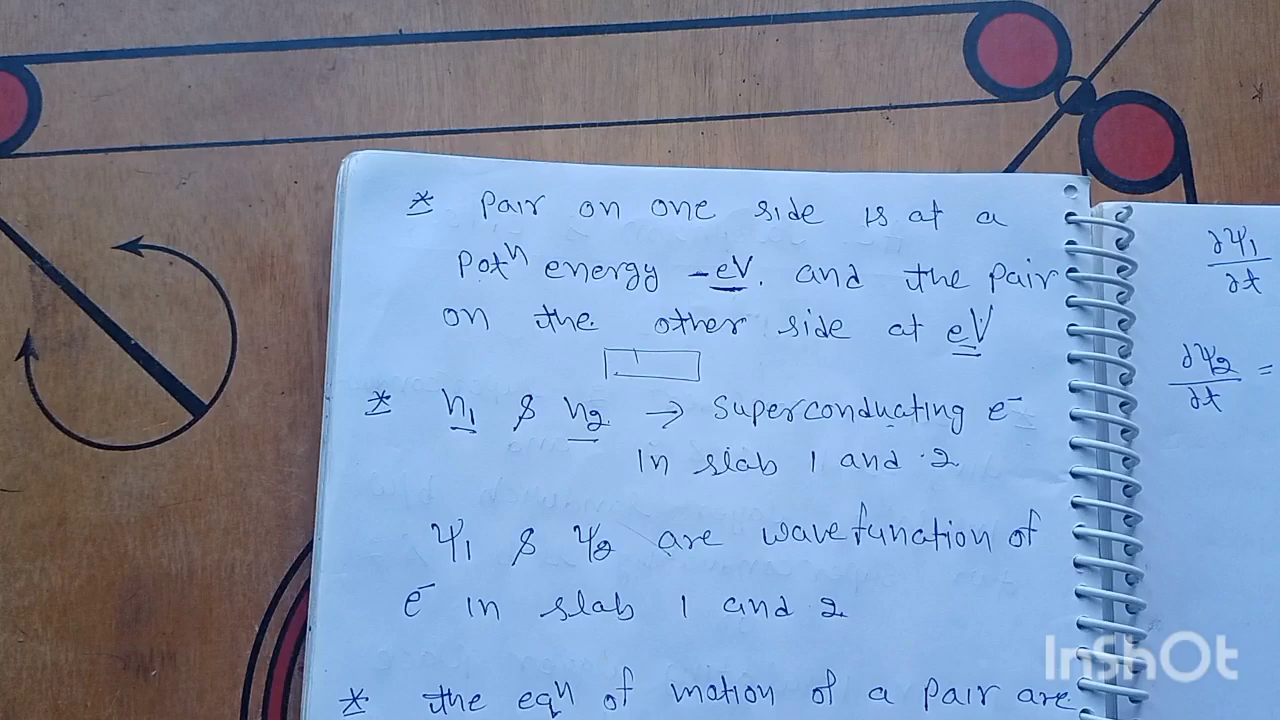 * Pair on one side is at a
potⁿ energy -eV. and the pair
on the other side at eV
* n₁ & n₂ → Superconducting e⁻
in slab 1 and 2
ψ₁ & ψ₂ are wavefunation of
e⁻ in slab 1 and 2
* the eqⁿ of motion of a pair are
∂ψ₁
∂t
∂ψ₂ =
∂t
InShOt